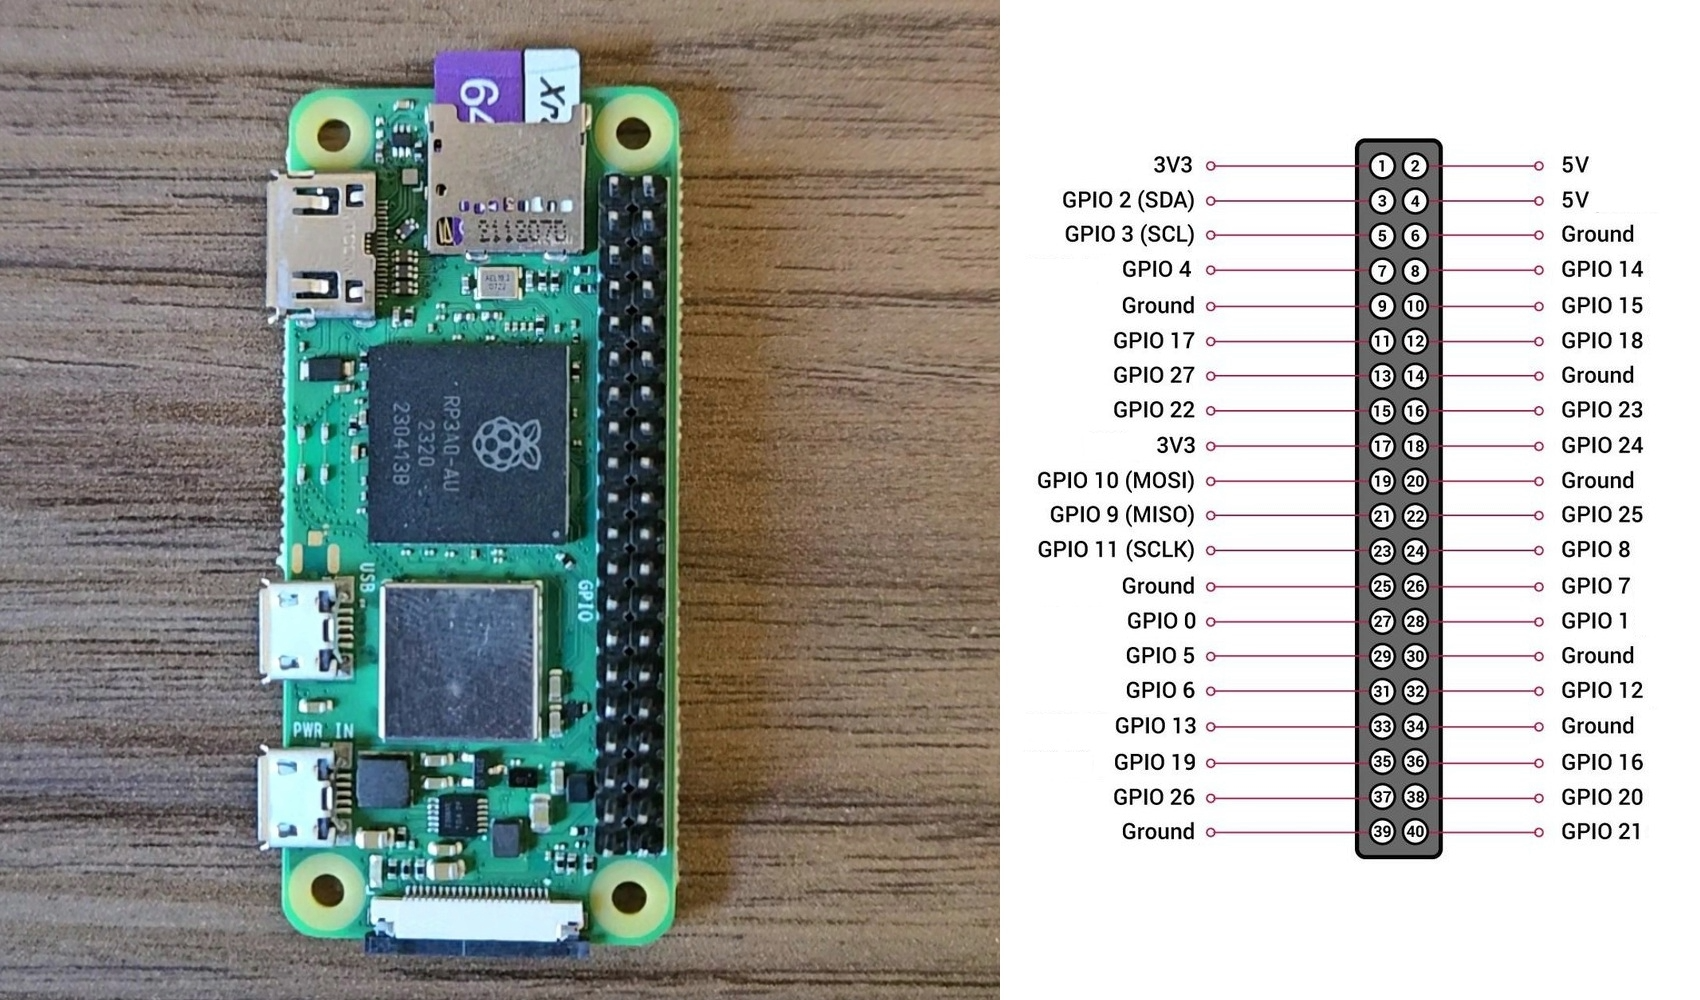 64
Xr
2112070
RP3A0-AU
2320
230413B
USB
GPIO
PWR IN
3V3 1 2 5V
GPIO 2 (SDA) 3 4 5V
GPIO 3 (SCL) 5 6 Ground
GPIO 4 7 8 GPIO 14
Ground 9 10 GPIO 15
GPIO 17 11 12 GPIO 18
GPIO 27 13 14 Ground
GPIO 22 15 16 GPIO 23
3V3 17 18 GPIO 24
GPIO 10 (MOSI) 19 20 Ground
GPIO 9 (MISO) 21 22 GPIO 25
GPIO 11 (SCLK) 23 24 GPIO 8
Ground 25 26 GPIO 7
GPIO 0 27 28 GPIO 1
GPIO 5 29 30 Ground
GPIO 6 31 32 GPIO 12
GPIO 13 33 34 Ground
GPIO 19 35 36 GPIO 16
GPIO 26 37 38 GPIO 20
Ground 39 40 GPIO 21